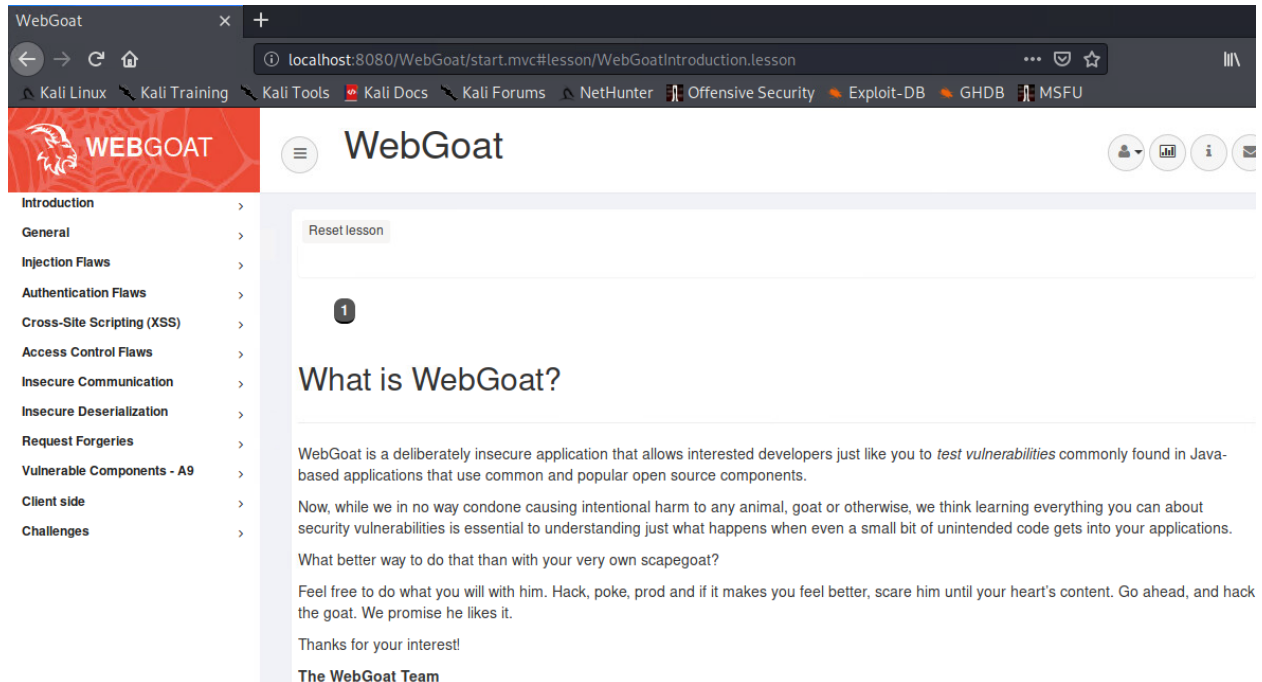 WebGoat
localhost:8080/WebGoat/start.mvc#lesson/WebGoatIntroduction.lesson
Kali Linux Kali Training Kali Tools Kali Docs Kali Forums NetHunter Offensive Security Exploit-DB GHDB MSFU
WEBGOAT
WebGoat
Introduction
General
Injection Flaws
Authentication Flaws
Cross-Site Scripting (XSS)
Access Control Flaws
Insecure Communication
Insecure Deserialization
Request Forgeries
Vulnerable Components - A9
Client side
Challenges
Reset lesson
1
What is WebGoat?
WebGoat is a deliberately insecure application that allows interested developers just like you to test vulnerabilities commonly found in Java-
based applications that use common and popular open source components.
Now, while we in no way condone causing intentional harm to any animal, goat or otherwise, we think learning everything you can about
security vulnerabilities is essential to understanding just what happens when even a small bit of unintended code gets into your applications.
What better way to do that than with your very own scapegoat?
Feel free to do what you will with him. Hack, poke, prod and if it makes you feel better, scare him until your heart's content. Go ahead, and hack
the goat. We promise he likes it.
Thanks for your interest!
The WebGoat Team